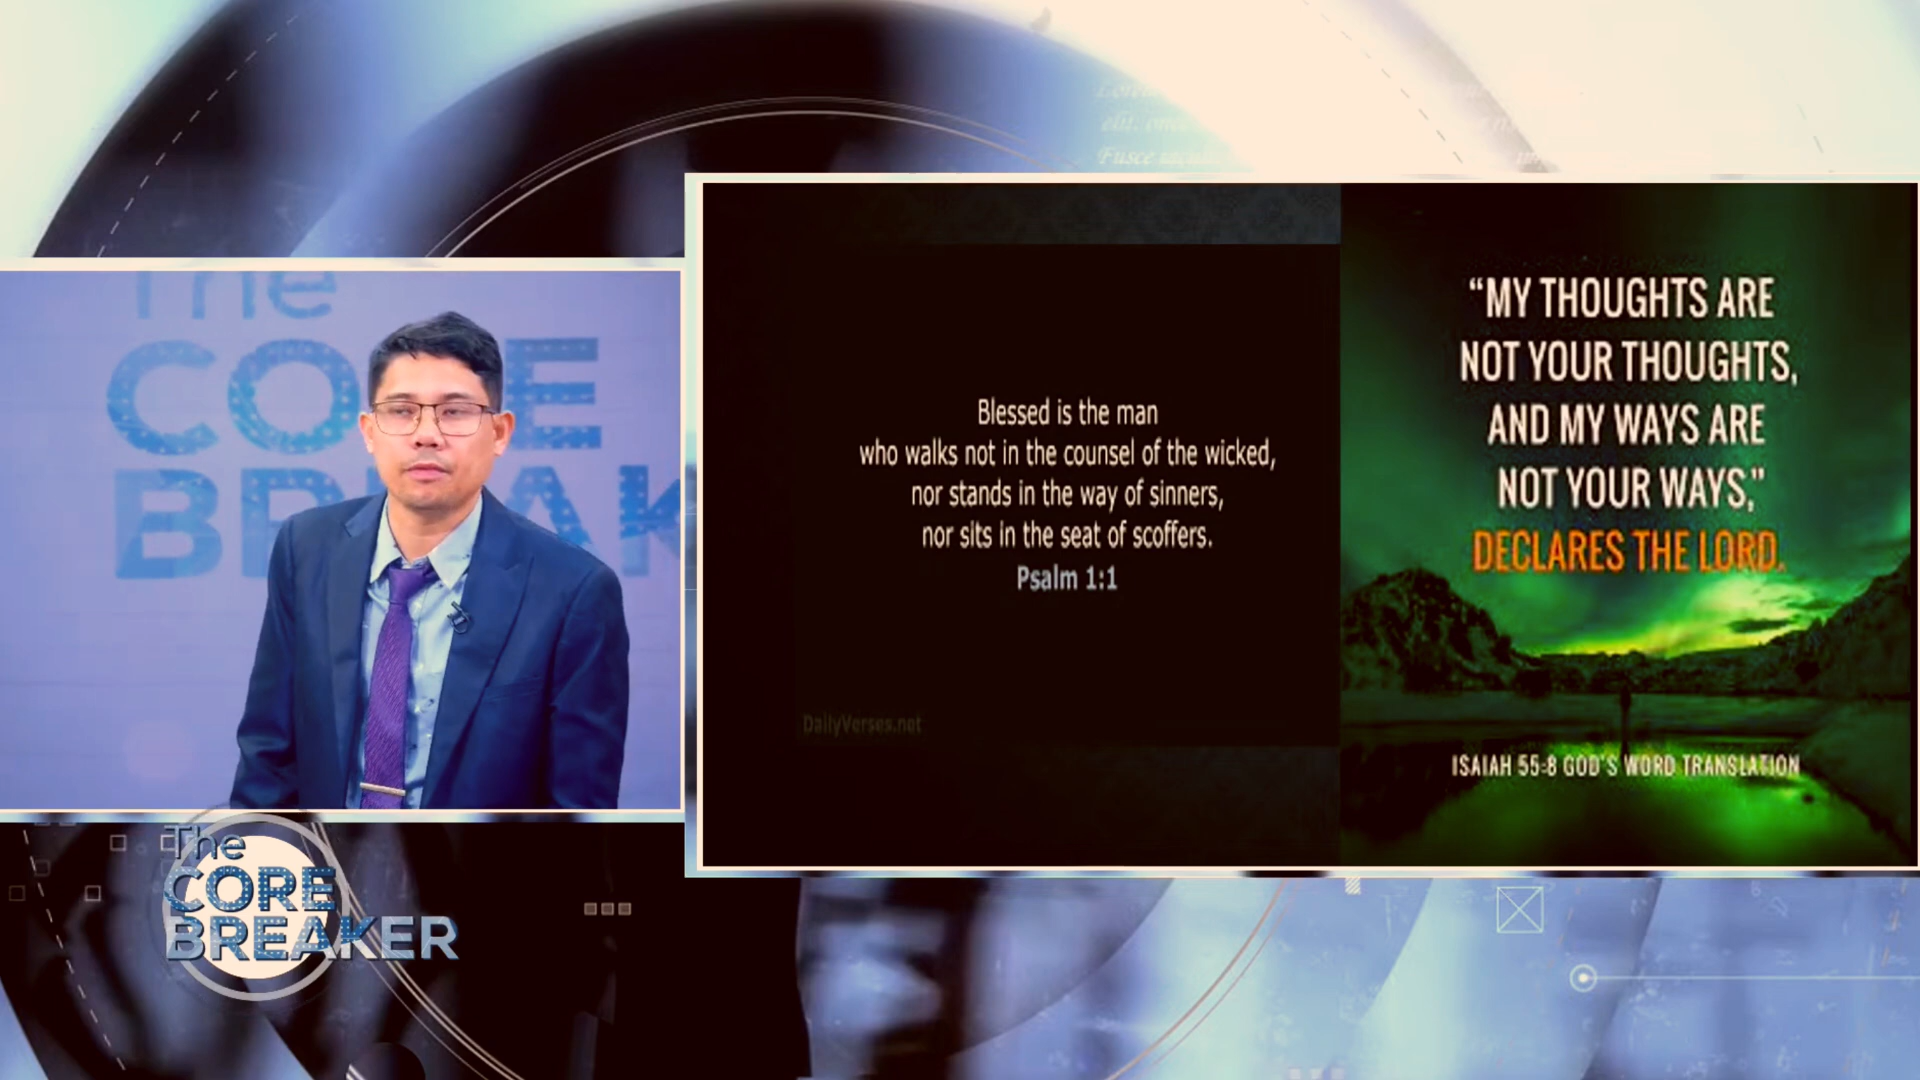 The
CORE
BREAK
The
CORE
BREAKER
Blessed is the man
who walks not in the counsel of the wicked,
nor stands in the way of sinners,
nor sits in the seat of scoffers.
Psalm 1:1
DailyVerses.net
“MY THOUGHTS ARE
NOT YOUR THOUGHTS,
AND MY WAYS ARE
NOT YOUR WAYS,”
DECLARES THE LORD.
ISAIAH 55:8 GOD'S WORD TRANSLATION